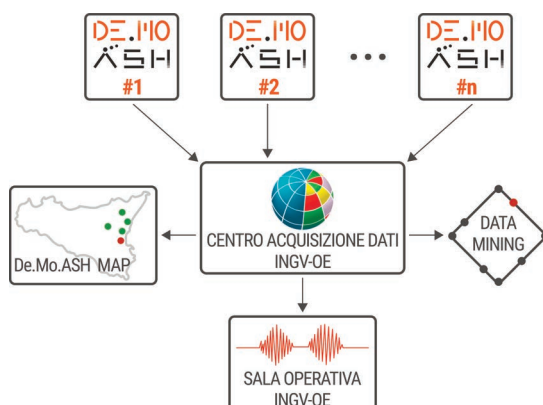 DE.MO
ASH
#1
DE.MO
ASH
#2
DE.MO
ASH
#n
CENTRO ACQUISIZIONE DATI
INGV-OE
De.Mo.ASH MAP
DATA
MINING
SALA OPERATIVA
INGV-OE